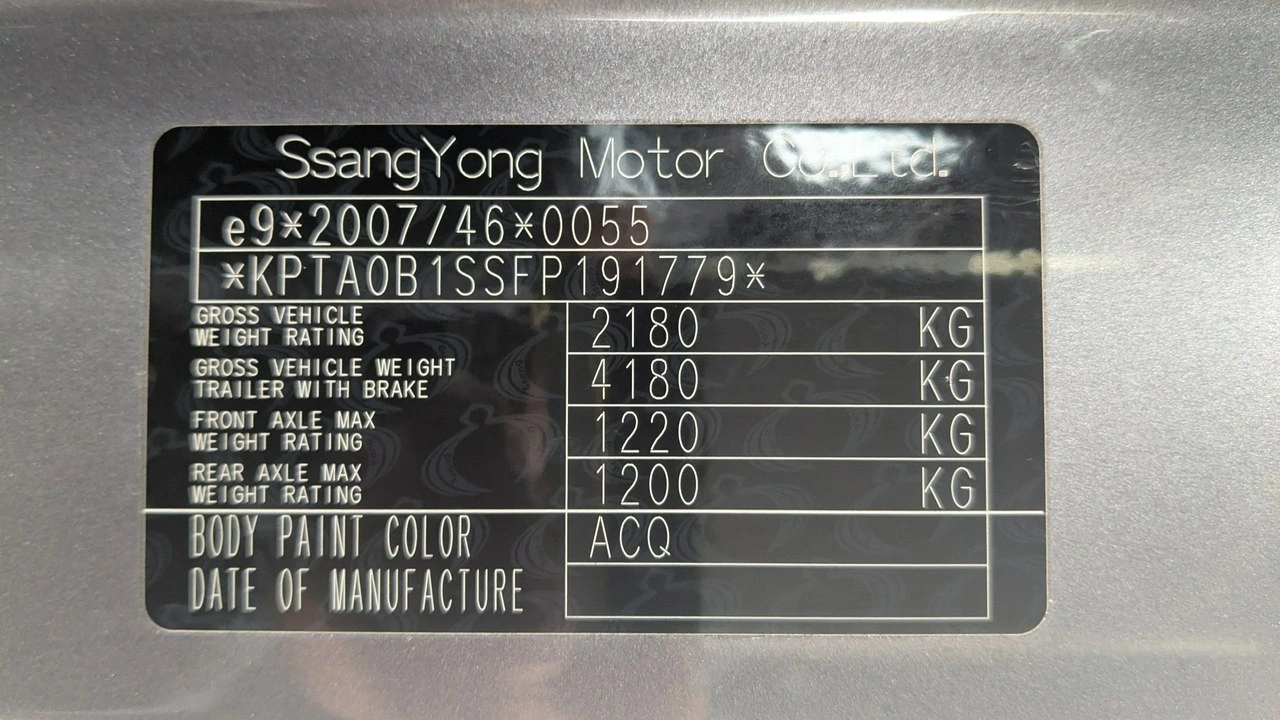 SsangYong Motor Co.Ltd.
e9*2007/46*0055
*KPTA0B1SSFP191779*
GROSS VEHICLE
WEIGHT RATING 2180 KG
GROSS VEHICLE WEIGHT
TRAILER WITH BRAKE 4180 KG
FRONT AXLE MAX
WEIGHT RATING 1220 KG
REAR AXLE MAX
WEIGHT RATING 1200 KG
BODY PAINT COLOR ACQ
DATE OF MANUFACTURE